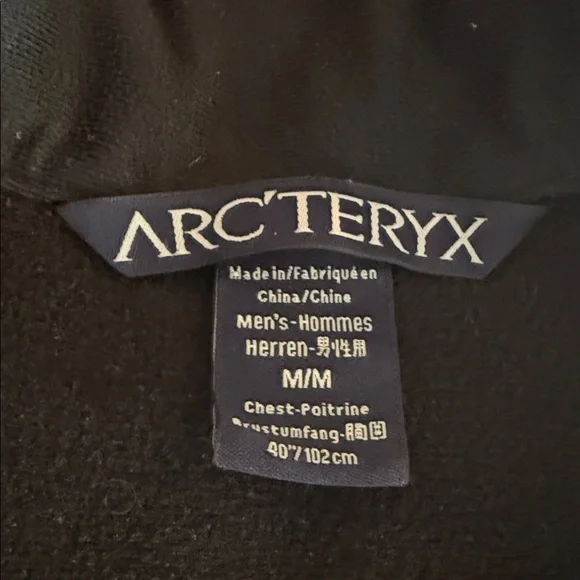 ARC'TERYX
Made in/Fabriqué en
China/Chine
Men's-Hommes
Herren-男性用
M/M
Chest-Poitrine
Brustumfang-胸囲
40"/102cm